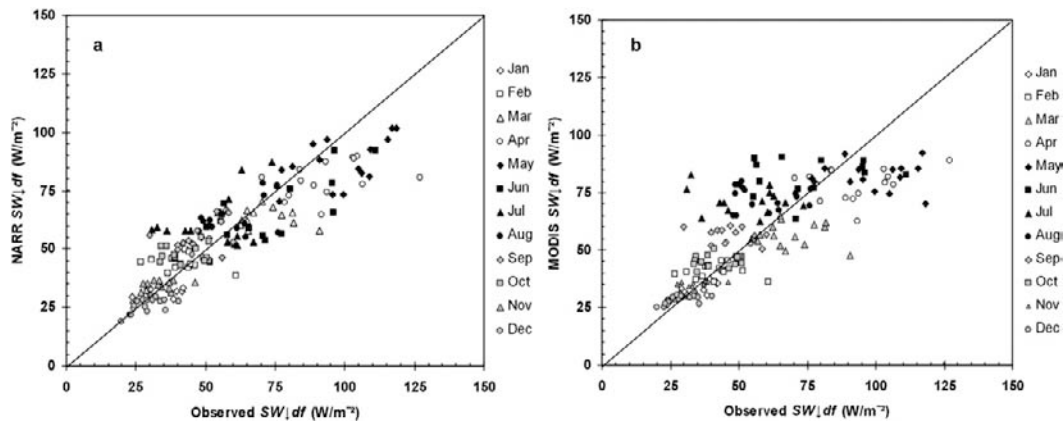 a
150
125
100
75
50
25
0
NARR SW↓df (W/m⁻²)
0 25 50 75 100 125 150
Observed SW↓df (W/m⁻²)
Jan
Feb
Mar
Apr
May
Jun
Jul
Aug
Sep
Oct
Nov
Dec
b
150
125
100
75
50
25
0
MODIS SW↓df (W/m⁻²)
0 25 50 75 100 125 150
Observed SW↓df (W/m⁻²)
Jan
Feb
Mar
Apr
May
Jun
Jul
Aug
Sep
Oct
Nov
Dec